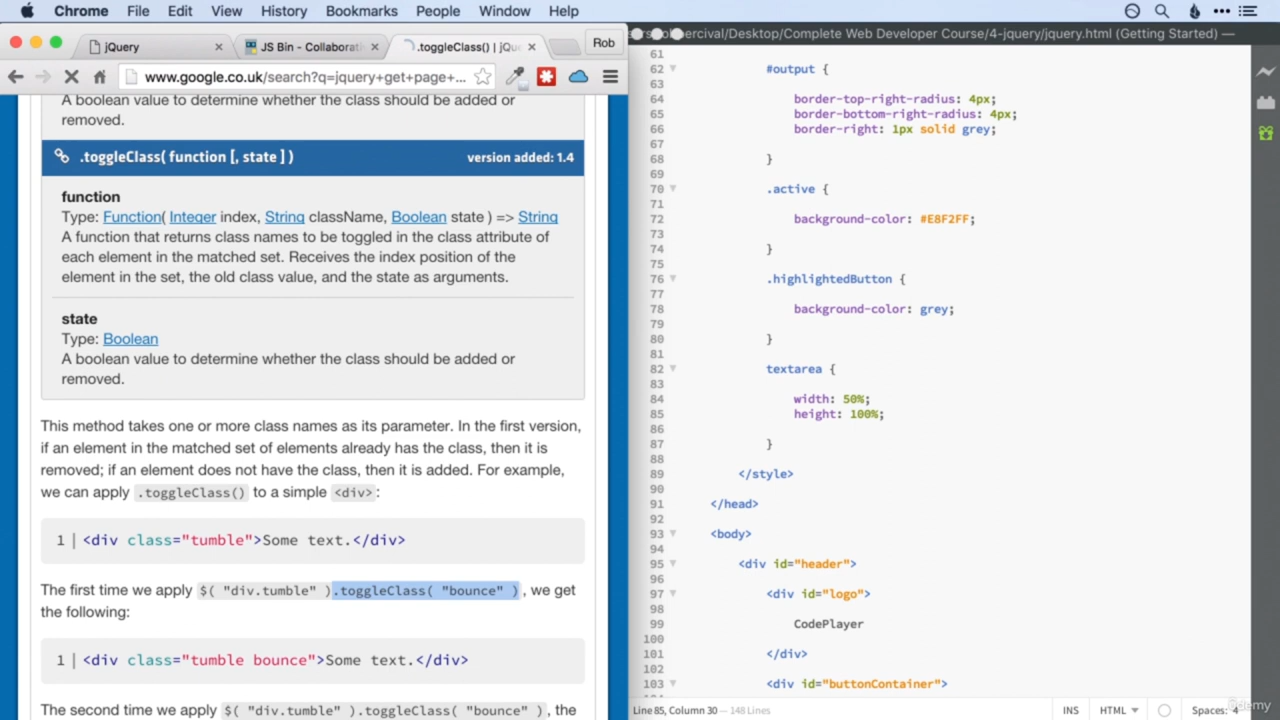 Chrome File Edit View History Bookmarks People Window Help
jQuery
JS Bin - Collaborati
.toggleClass() | jQu
Rob
www.google.co.uk/search?q=jquery+get+page+...
A boolean value to determine whether the class should be added or
removed.
.toggleClass( function [, state ] )
version added: 1.4
function
Type: Function( Integer index, String className, Boolean state ) => String
A function that returns class names to be toggled in the class attribute of
each element in the matched set. Receives the index position of the
element in the set, the old class value, and the state as arguments.
state
Type: Boolean
A boolean value to determine whether the class should be added or
removed.
This method takes one or more class names as its parameter. In the first version,
if an element in the matched set of elements already has the class, then it is
removed; if an element does not have the class, then it is added. For example,
we can apply .toggleClass() to a simple <div>:
1 | <div class="tumble">Some text.</div>
The first time we apply $( "div.tumble" ).toggleClass( "bounce" ), we get
the following:
1 | <div class="tumble bounce">Some text.</div>
The second time we apply $( "div.tumble" ).toggleClass( "bounce" ), the
percival/Desktop/Complete Web Developer Course/4-jquery/jquery.html (Getting Started) —
61
62 #output {
63
64 border-top-right-radius: 4px;
65 border-bottom-right-radius: 4px;
66 border-right: 1px solid grey;
67
68 }
69
70 .active {
71
72 background-color: #E8F2FF;
73
74 }
75
76 .highlightedButton {
77
78 background-color: grey;
79
80 }
81
82 textarea {
83
84 width: 50%;
85 height: 100%;
86
87 }
88
89 </style>
90
91 </head>
92
93 <body>
94
95 <div id="header">
96
97 <div id="logo">
98
99 CodePlayer
100
101 </div>
102
103 <div id="buttonContainer">
Line 85, Column 30 — 148 Lines
INS
HTML
Spaces: 4
ûdemy